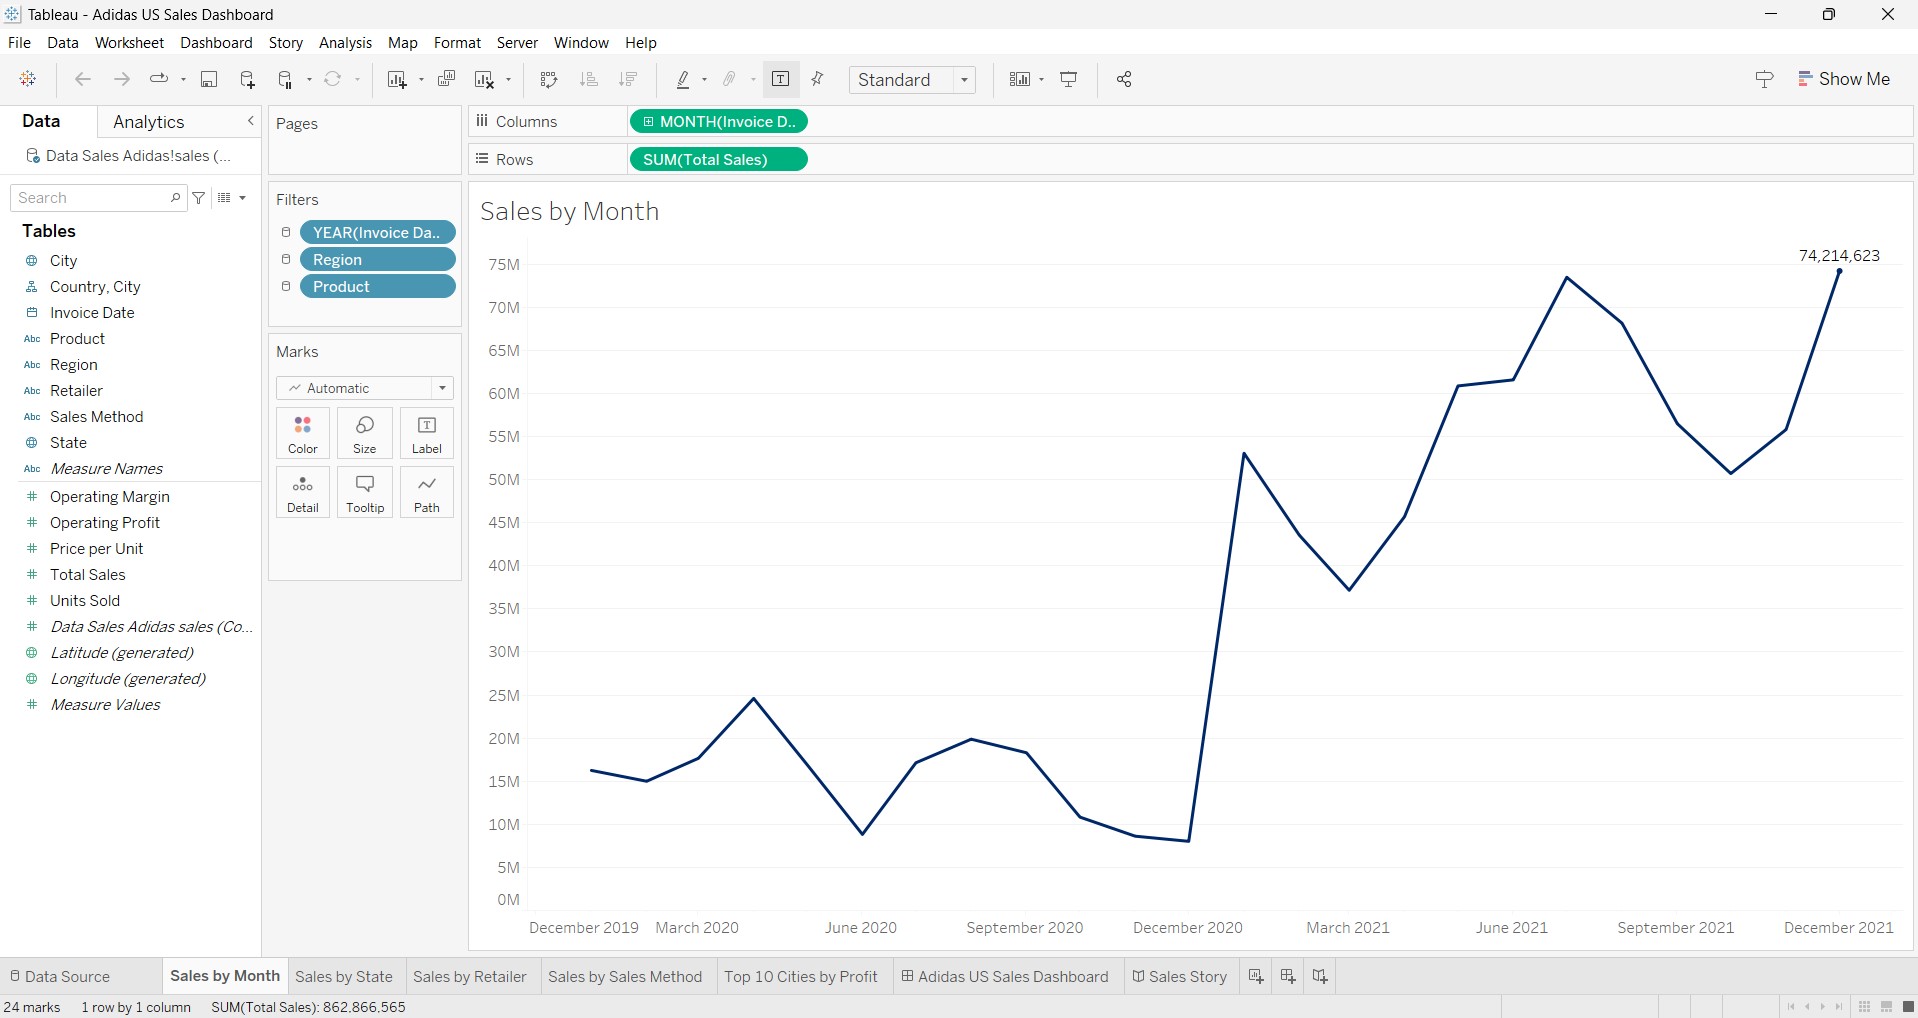 Tableau - Adidas US Sales Dashboard
File Data Worksheet Dashboard Story Analysis Map Format Server Window Help
Standard
Show Me
Data Analytics
Data Sales Adidas!sales (...
Search
Tables
City
Country, City
Invoice Date
Abc Product
Abc Region
Abc Retailer
Abc Sales Method
State
Abc Measure Names
Operating Margin
Operating Profit
Price per Unit
Total Sales
Units Sold
Data Sales Adidas sales (Co...
Latitude (generated)
Longitude (generated)
Measure Values
Pages
Filters
YEAR(Invoice Da..
Region
Product
Marks
Automatic
Color Size Label
Detail Tooltip Path
Columns MONTH(Invoice D..
Rows SUM(Total Sales)
Sales by Month
74,214,623
75M
70M
65M
60M
55M
50M
45M
40M
35M
30M
25M
20M
15M
10M
5M
0M
December 2019 March 2020 June 2020 September 2020 December 2020 March 2021 June 2021 September 2021 December 2021
Data Source Sales by Month Sales by State Sales by Retailer Sales by Sales Method Top 10 Cities by Profit Adidas US Sales Dashboard Sales Story
24 marks 1 row by 1 column SUM(Total Sales): 862,866,565